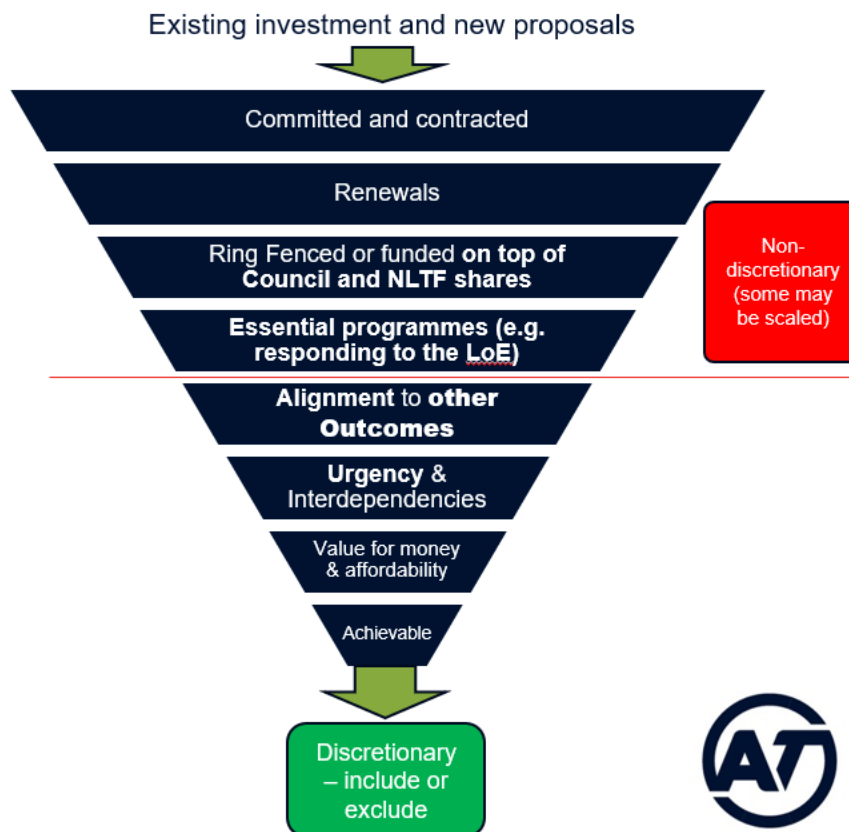 Existing investment and new proposals
Committed and contracted
Renewals
Ring Fenced or funded on top of
Council and NLTF shares
Non-
discretionary
(some may
be scaled)
Essential programmes (e.g.
responding to the LoE)
Alignment to other
Outcomes
Urgency &
Interdependencies
Value for money
& affordability
Achievable
Discretionary
– include or
exclude
AT